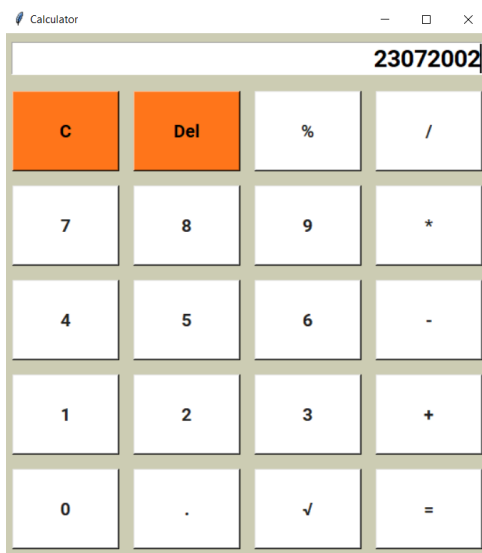 Calculator
23072002
C Del % /
7 8 9 *
4 5 6 -
1 2 3 +
0 . √ =